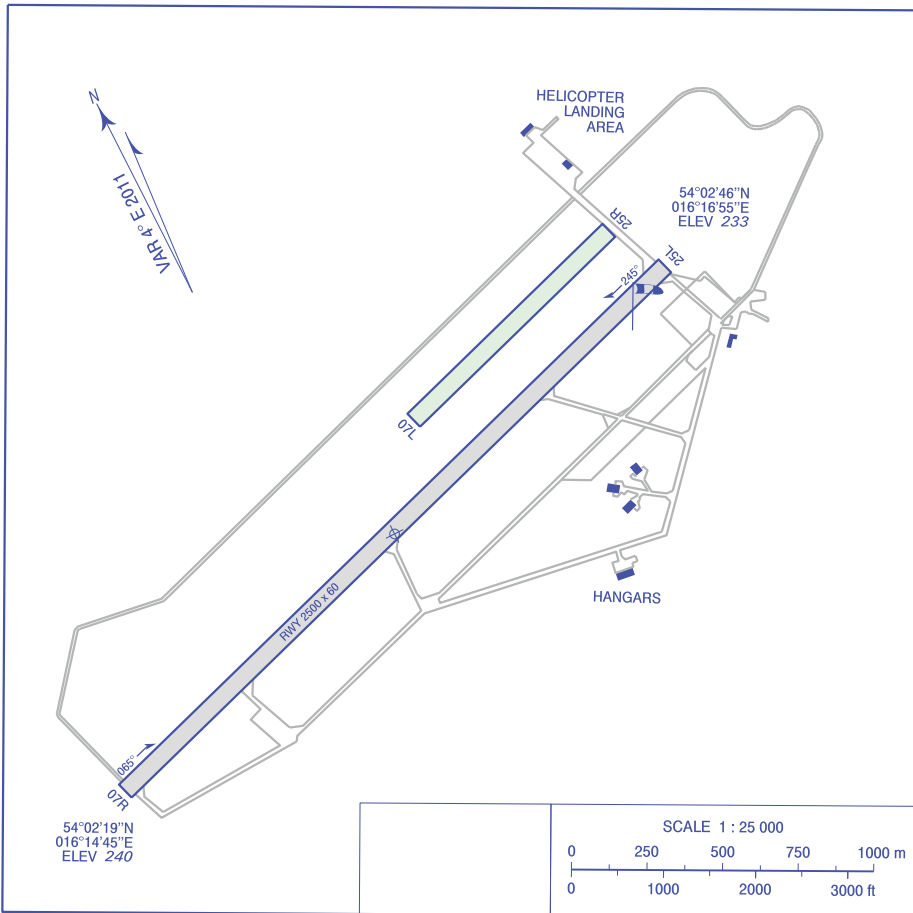 N
VAR 4° E 2011
HELICOPTER
LANDING
AREA
54°02'46"N
016°16'55"E
ELEV 233
25R
25L
245°
07L
RWY 2500 x 60
HANGARS
065°
07R
54°02'19"N
016°14'45"E
ELEV 240
SCALE 1 : 25 000
0 250 500 750 1000 m
0 1000 2000 3000 ft